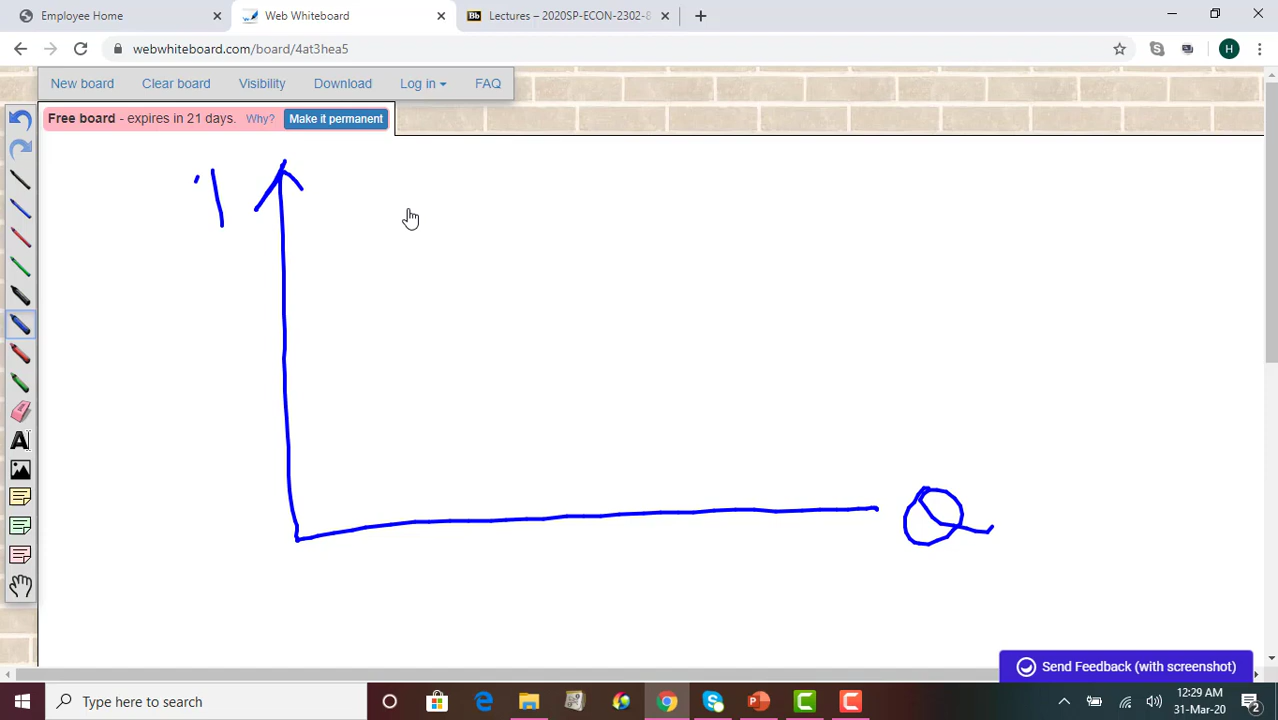 Employee Home
Web Whiteboard
Bb Lectures – 2020SP-ECON-2302-8
webwhiteboard.com/board/4at3hea5
H
New board Clear board Visibility Download Log in FAQ
Free board - expires in 21 days. Why? Make it permanent
A
Q
Send Feedback (with screenshot)
Type here to search
12:29 AM
31-Mar-20
2